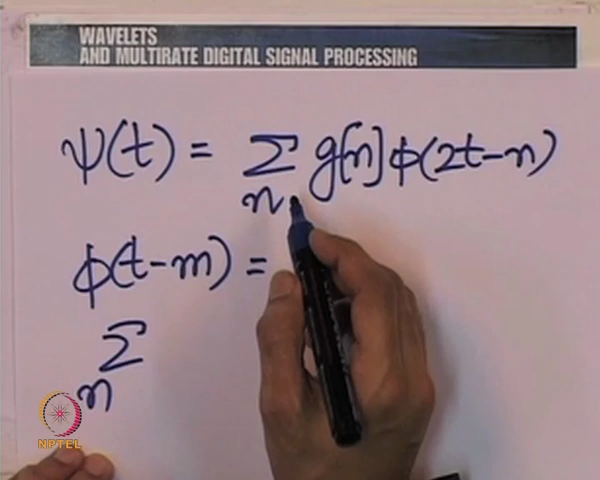 WAVELETS
AND MULTIRATE DIGITAL SIGNAL PROCESSING
ψ(t) = Σ g[n] φ(2t-n)
n
φ(t-m) =
Σ
n
NPTEL